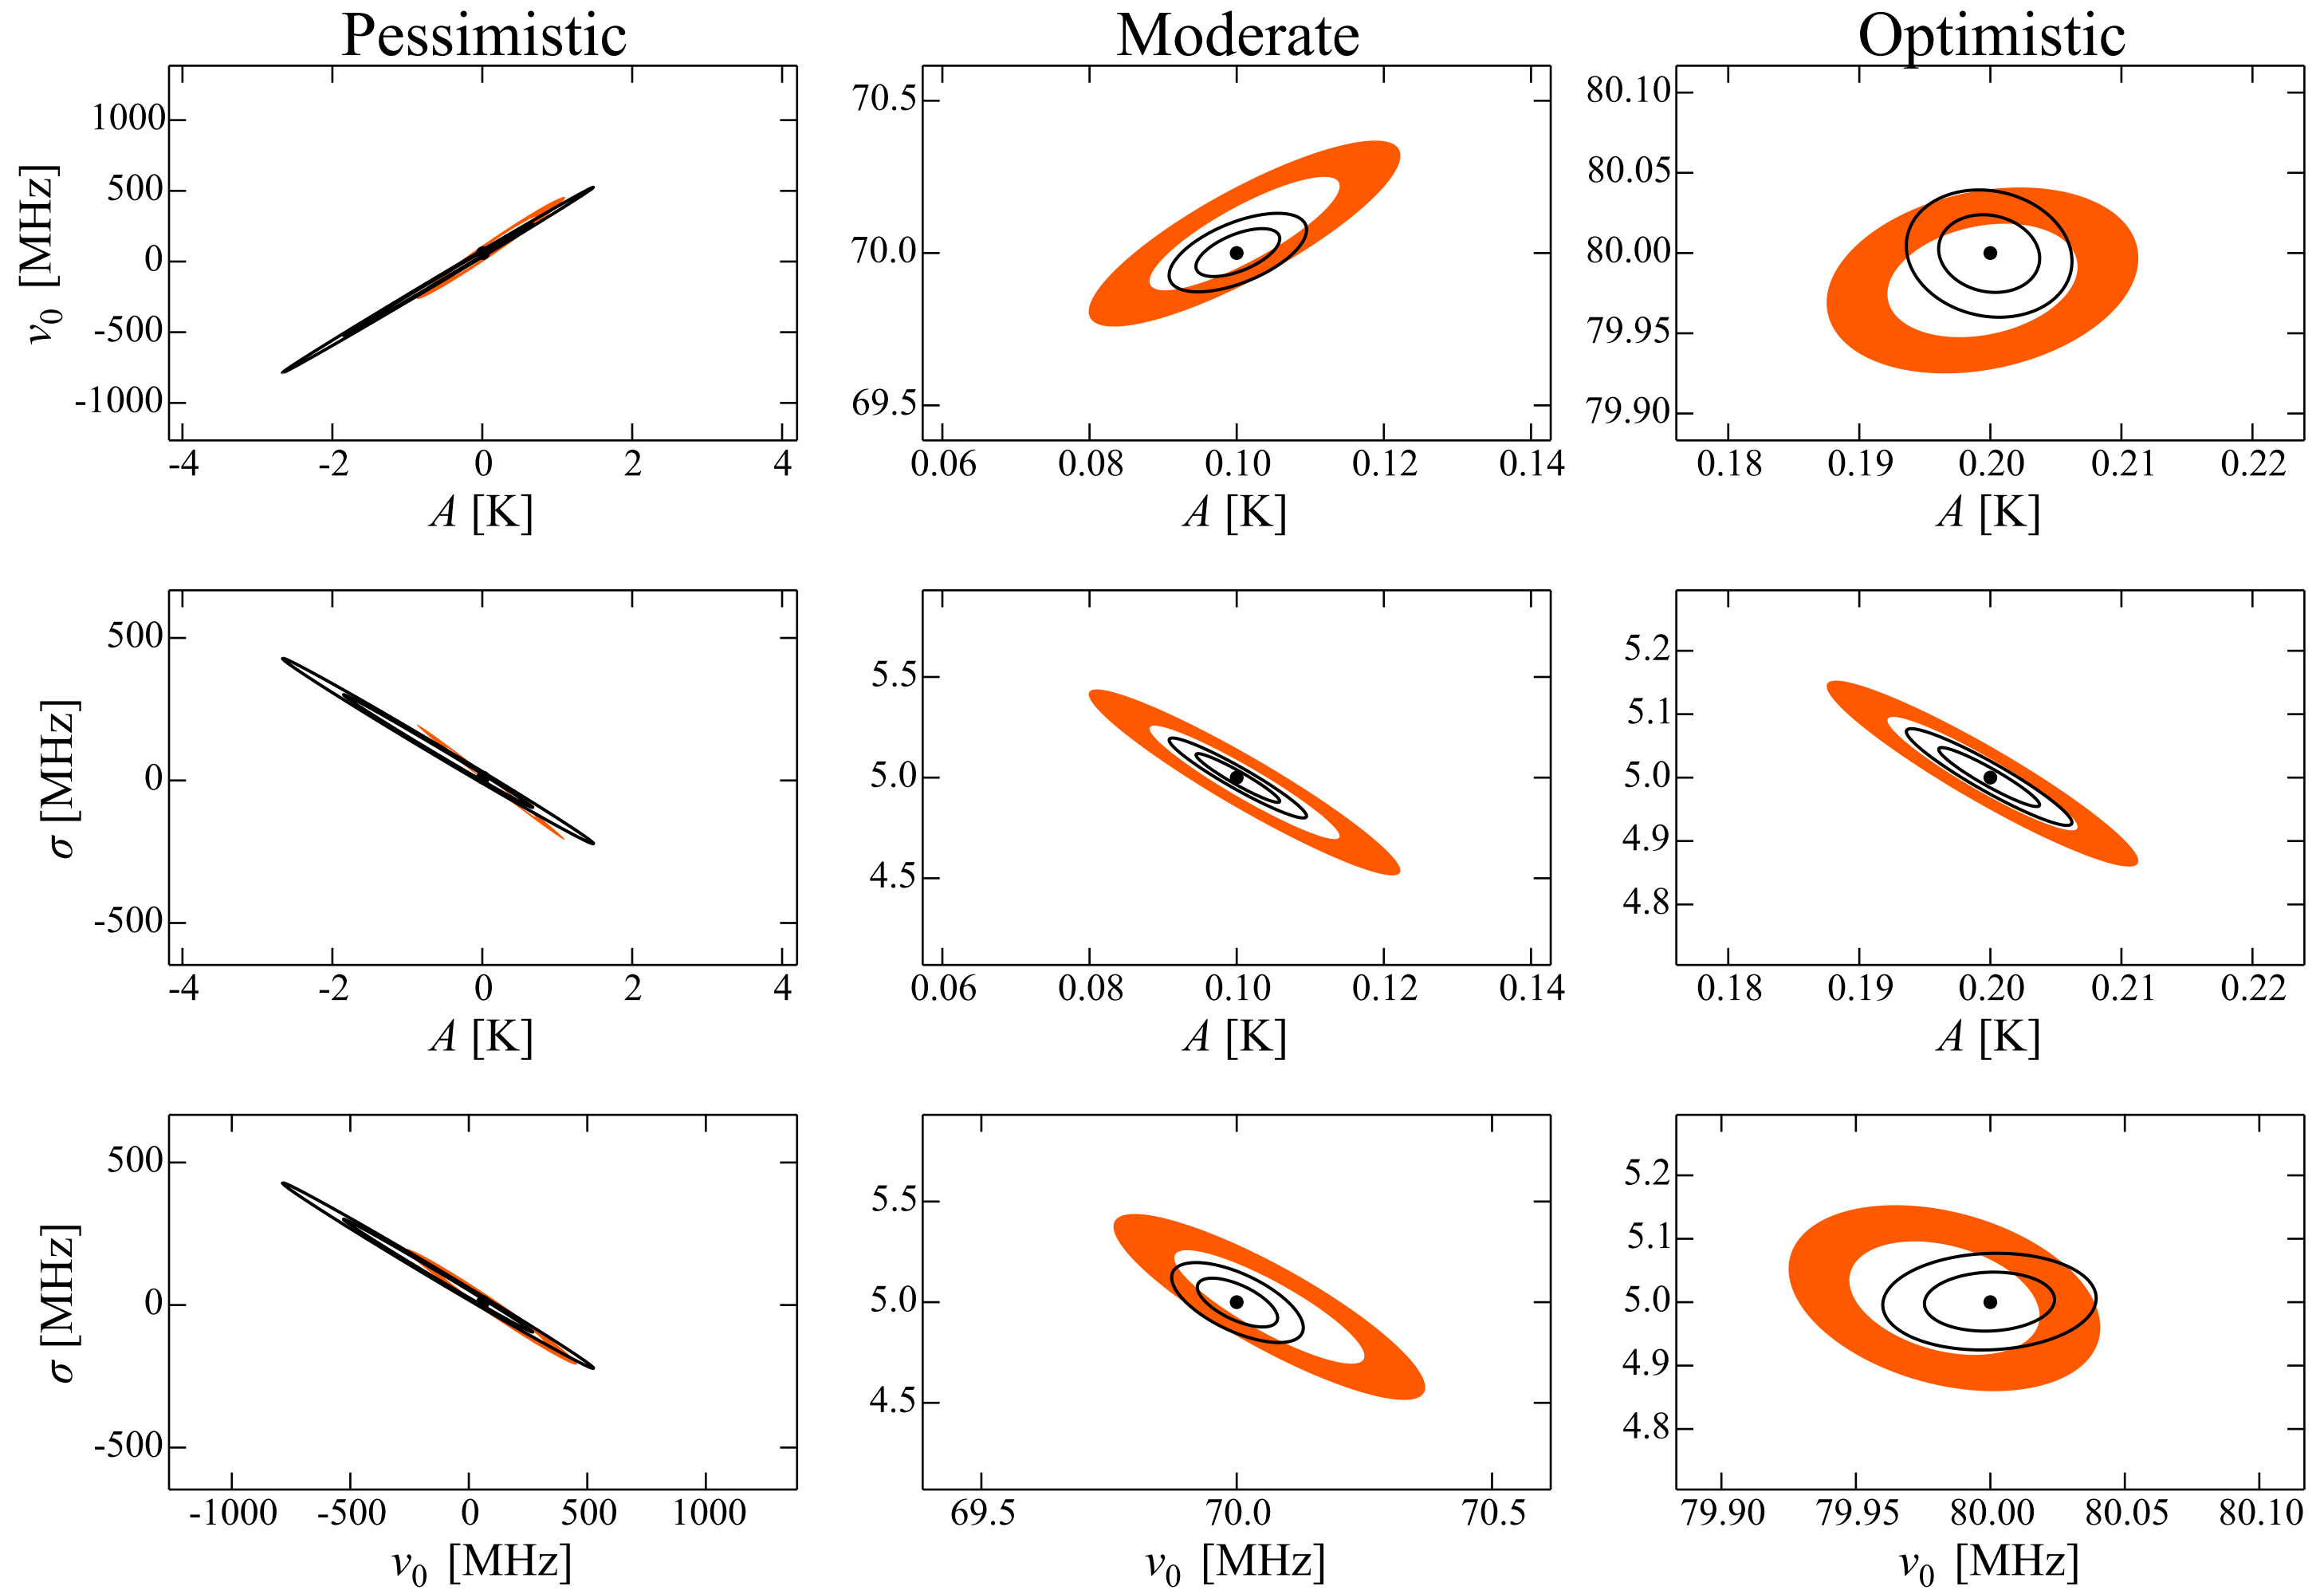 Pessimistic Moderate Optimistic
1000 70.5 80.10
500 80.05
0 70.0 80.00
-500 79.95
-1000 69.5 79.90
ν0 [MHz]
-4 -2 0 2 4 0.06 0.08 0.10 0.12 0.14 0.18 0.19 0.20 0.21 0.22
A [K] A [K] A [K]
500 5.5 5.2
5.1
0 5.0 5.0
4.9
-500 4.5 4.8
σ [MHz]
-4 -2 0 2 4 0.06 0.08 0.10 0.12 0.14 0.18 0.19 0.20 0.21 0.22
A [K] A [K] A [K]
500 5.5 5.2
5.1
0 5.0 5.0
4.9
-500 4.5 4.8
σ [MHz]
-1000 -500 0 500 1000 69.5 70.0 70.5 79.90 79.95 80.00 80.05 80.10
ν0 [MHz] ν0 [MHz] ν0 [MHz]